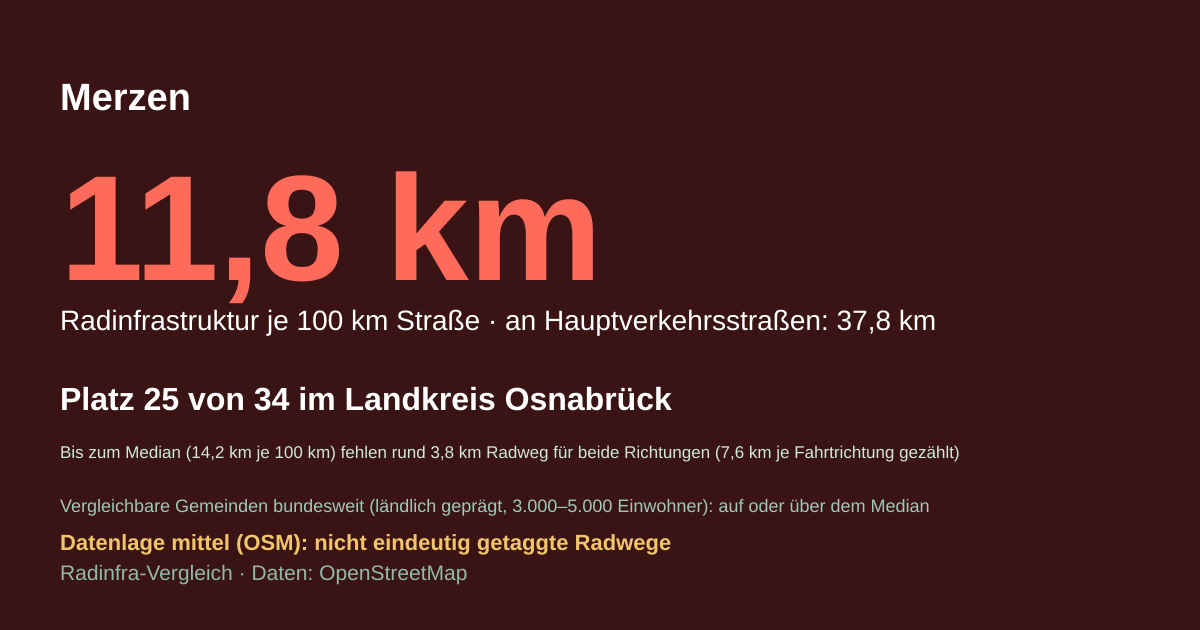 Merzen
11,8 km
Radinfrastruktur je 100 km Straße · an Hauptverkehrsstraßen: 37,8 km
Platz 25 von 34 im Landkreis Osnabrück
Bis zum Median (14,2 km je 100 km) fehlen rund 3,8 km Radweg für beide Richtungen (7,6 km je Fahrtrichtung gezählt)
Vergleichbare Gemeinden bundesweit (ländlich geprägt, 3.000–5.000 Einwohner): auf oder über dem Median
Datenlage mittel (OSM): nicht eindeutig getaggte Radwege
Radinfra-Vergleich · Daten: OpenStreetMap